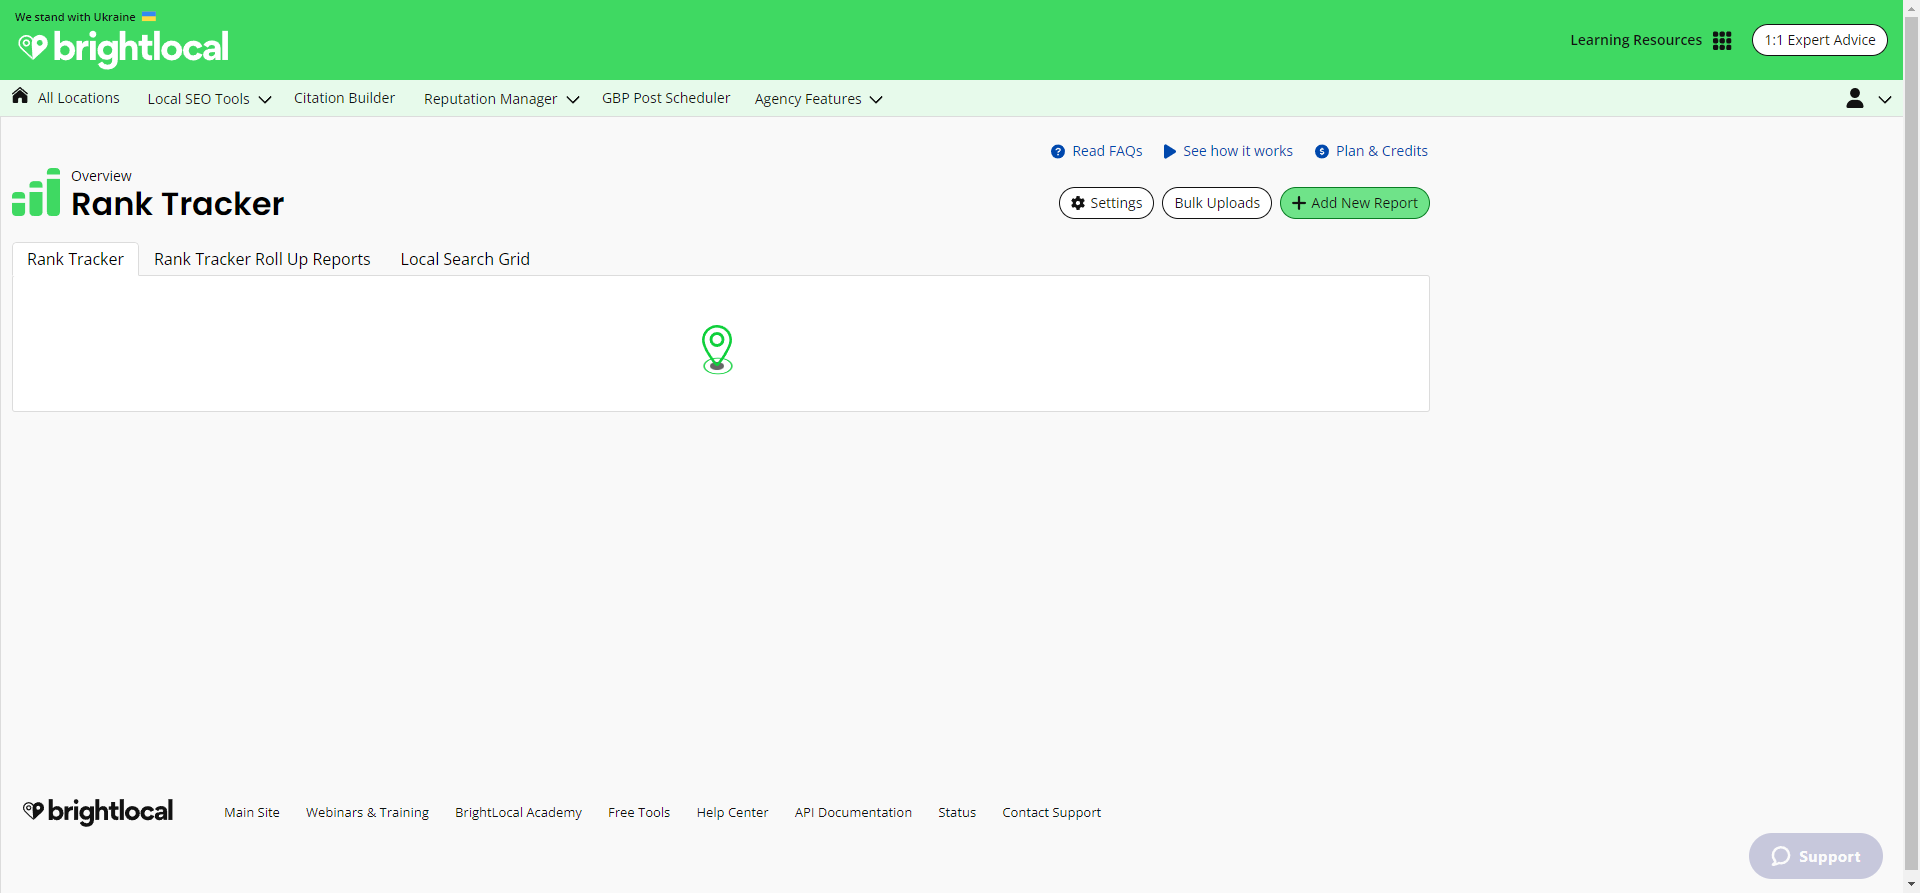 We stand with Ukraine
brightlocal
Learning Resources
1:1 Expert Advice
All Locations
Local SEO Tools
Citation Builder
Reputation Manager
GBP Post Scheduler
Agency Features
Read FAQs
See how it works
Plan & Credits
Overview
Rank Tracker
Settings
Bulk Uploads
Add New Report
Rank Tracker
Rank Tracker Roll Up Reports
Local Search Grid
brightlocal
Main Site
Webinars & Training
BrightLocal Academy
Free Tools
Help Center
API Documentation
Status
Contact Support
Support